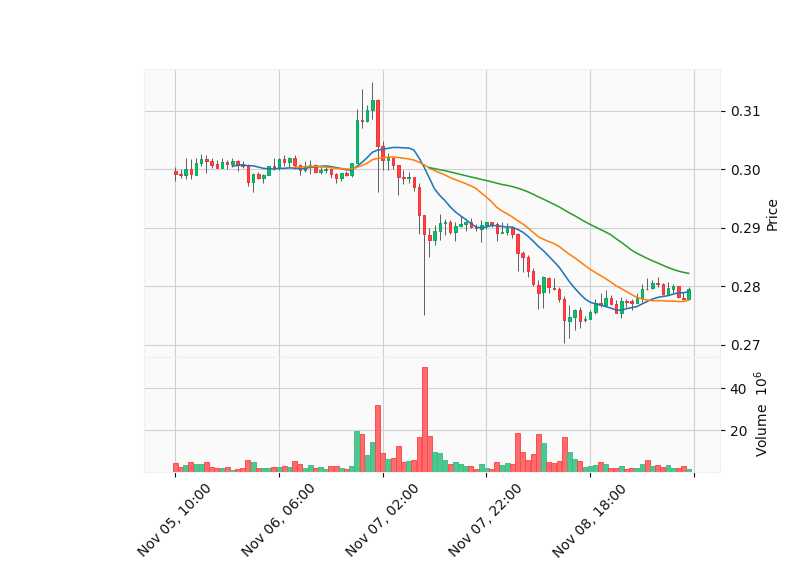 0.31
0.30
0.29
0.28
0.27
Price
40
20
Volume 10^6
Nov 05, 10:00
Nov 06, 06:00
Nov 07, 02:00
Nov 07, 22:00
Nov 08, 18:00